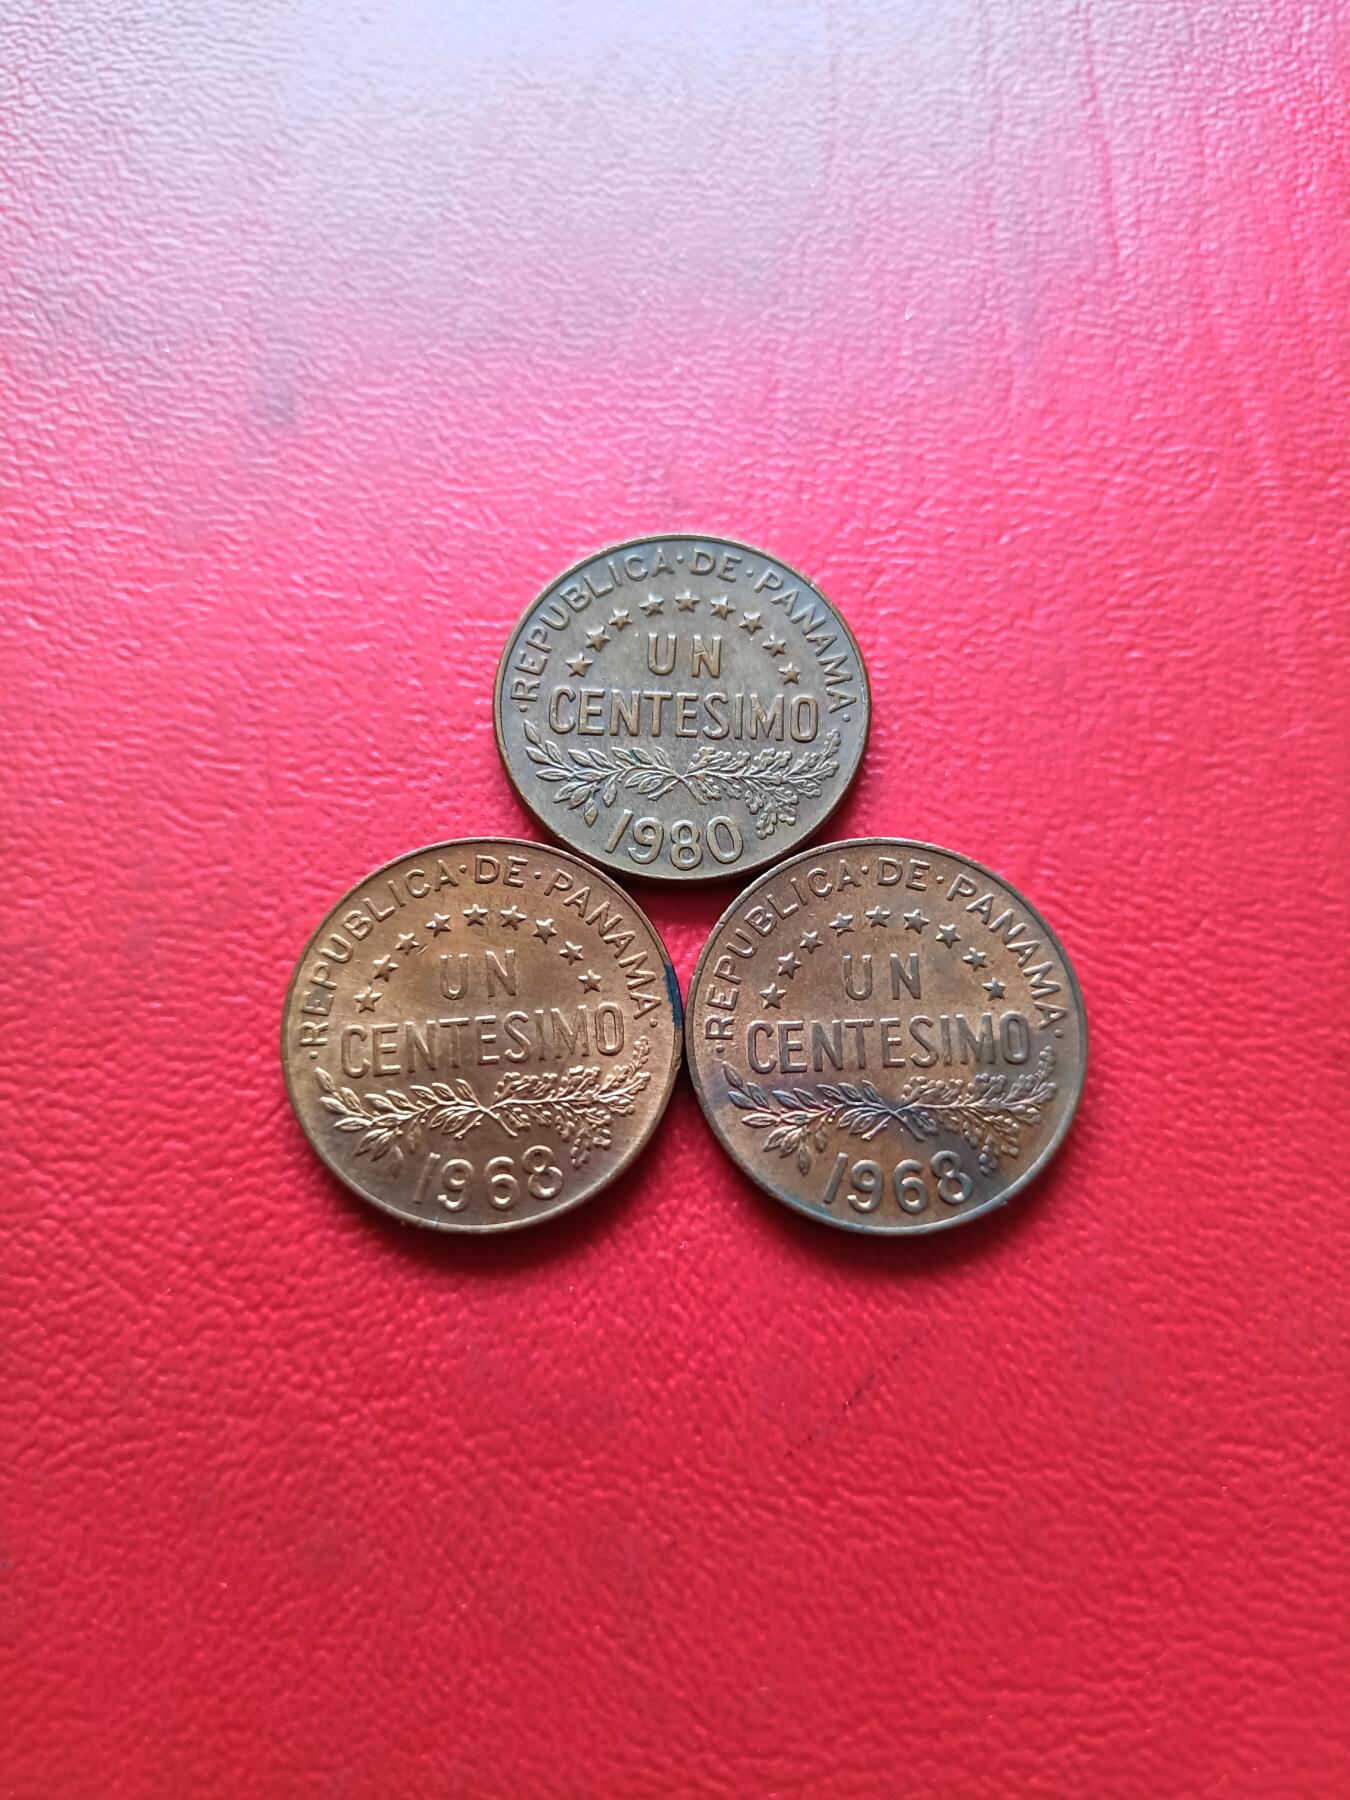 ·REPUBLICA·DE·PANAMA·
UN
CENTESIMO
1980
·REPUBLICA·DE·PANAMA·
UN
CENTESIMO
1968
·REPUBLICA·DE·PANAMA·
UN
CENTESIMO
1968